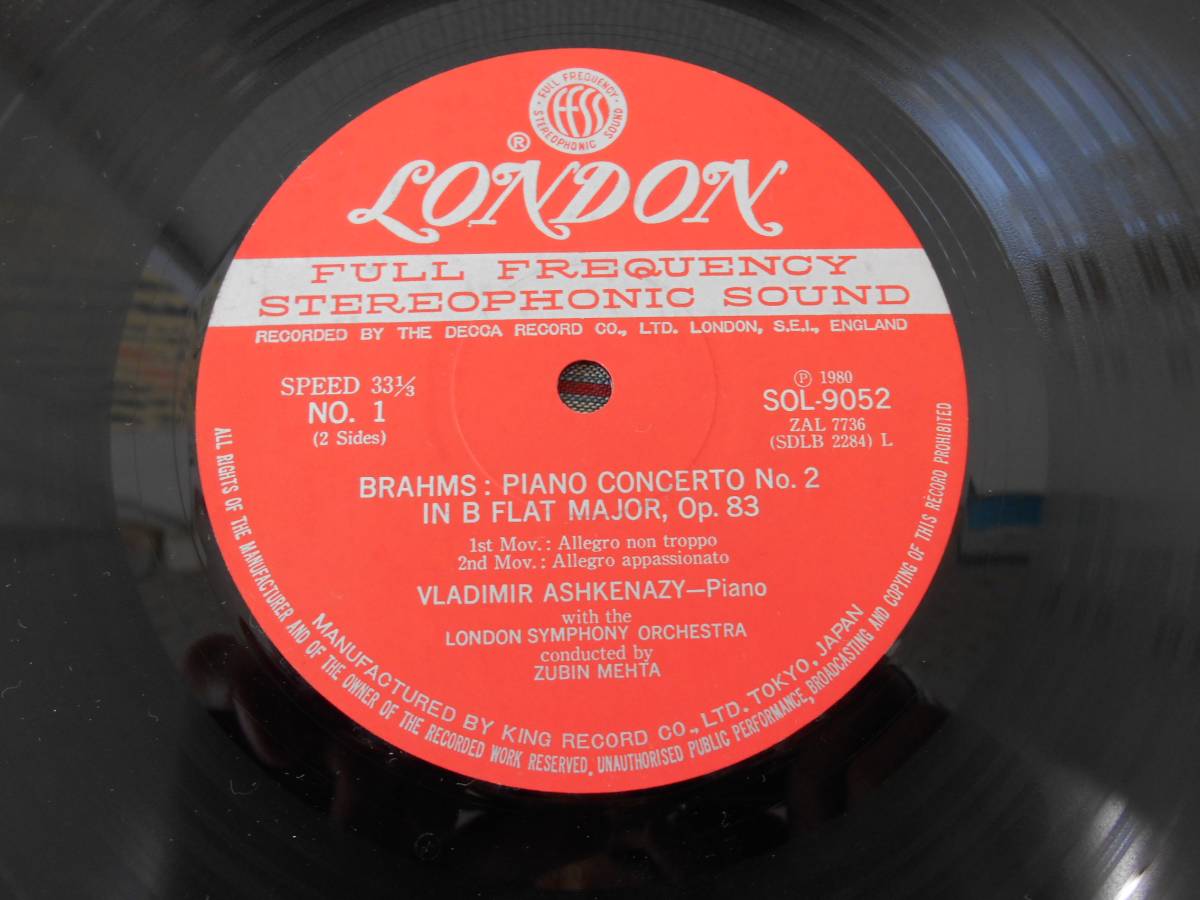 FULL FREQUENCY · STEREOPHONIC SOUND ·
FFSS
®
LONDON
FULL FREQUENCY
STEREOPHONIC SOUND
RECORDED BY THE DECCA RECORD CO., LTD. LONDON, S.E.I., ENGLAND
SPEED 33⅓
NO. 1
(2 Sides)
Ⓟ 1980
SOL-9052
ZAL 7736
(SDLB 2284) L
BRAHMS : PIANO CONCERTO No. 2
IN B FLAT MAJOR, Op. 83
1st Mov. : Allegro non troppo
2nd Mov. : Allegro appassionato
VLADIMIR ASHKENAZY—Piano
with the
LONDON SYMPHONY ORCHESTRA
conducted by
ZUBIN MEHTA
MANUFACTURED BY KING RECORD CO., LTD. TOKYO, JAPAN
ALL RIGHTS OF THE MANUFACTURER AND OF THE OWNER OF THE RECORDED WORK RESERVED. UNAUTHORISED PUBLIC PERFORMANCE, BROADCASTING AND COPYING OF THIS RECORD PROHIBITED